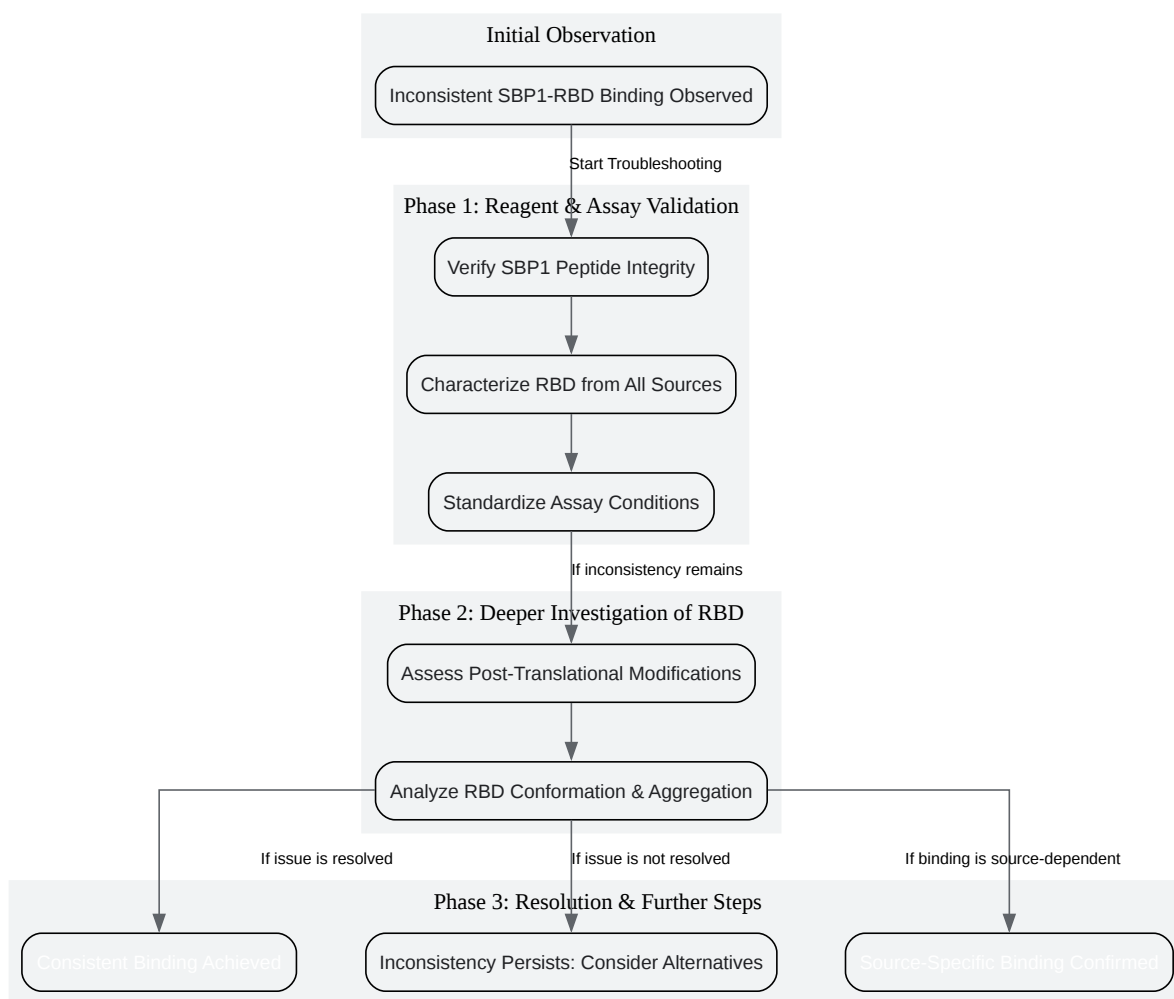 Initial Observation
Inconsistent SBP1-RBD Binding Observed
Start Troubleshooting
Phase 1: Reagent & Assay Validation
Verify SBP1 Peptide Integrity
Characterize RBD from All Sources
Standardize Assay Conditions
If inconsistency remains
Phase 2: Deeper Investigation of RBD
Assess Post-Translational Modifications
Analyze RBD Conformation & Aggregation
If issue is resolved
If issue is not resolved
If binding is source-dependent
Phase 3: Resolution & Further Steps
Consistent Binding Achieved
Inconsistency Persists: Consider Alternatives
Source-Specific Binding Confirmed